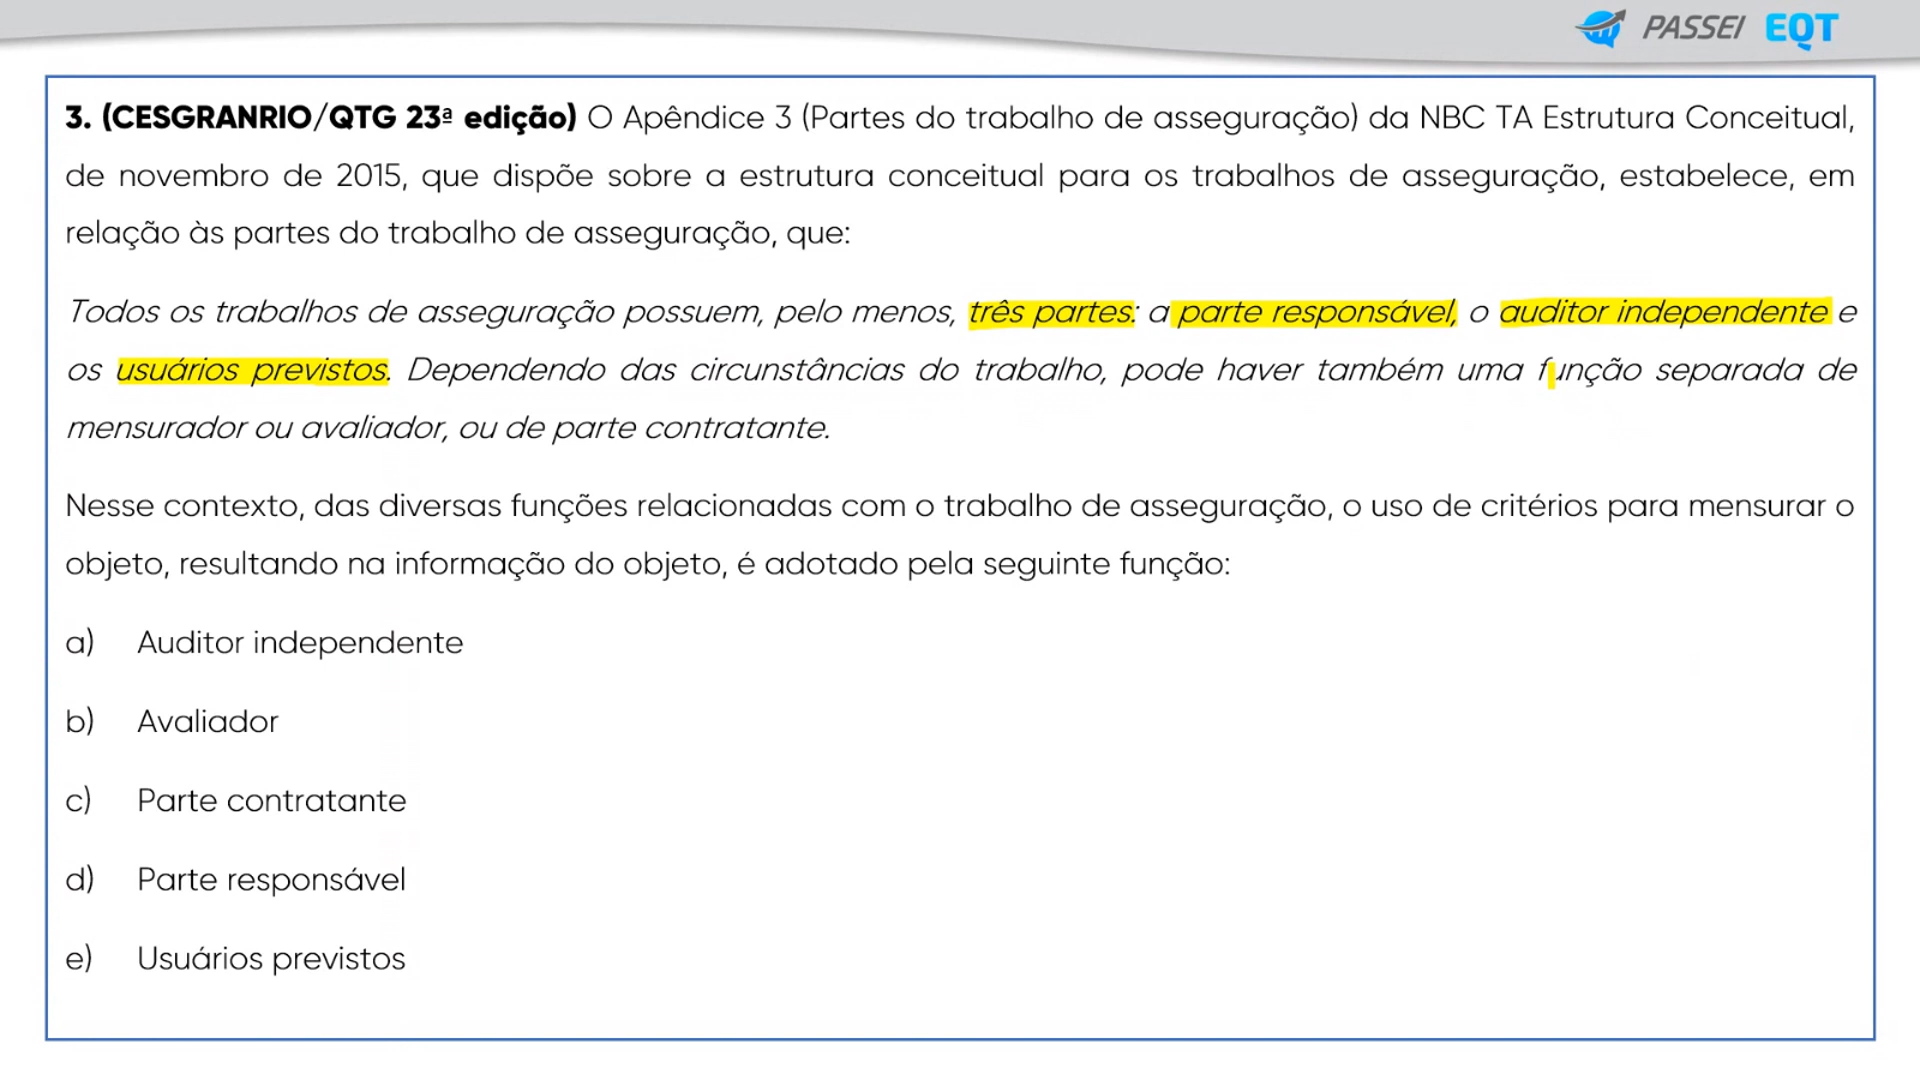 PASSEI EQT
3. (CESGRANRIO/QTG 23ª edição) O Apêndice 3 (Partes do trabalho de asseguração) da NBC TA Estrutura Conceitual,
de novembro de 2015, que dispõe sobre a estrutura conceitual para os trabalhos de asseguração, estabelece, em
relação às partes do trabalho de asseguração, que:
Todos os trabalhos de asseguração possuem, pelo menos, três partes: a parte responsável, o auditor independente e
os usuários previstos. Dependendo das circunstâncias do trabalho, pode haver também uma função separada de
mensurador ou avaliador, ou de parte contratante.
Nesse contexto, das diversas funções relacionadas com o trabalho de asseguração, o uso de critérios para mensurar o
objeto, resultando na informação do objeto, é adotado pela seguinte função:
a) Auditor independente
b) Avaliador
c) Parte contratante
d) Parte responsável
e) Usuários previstos